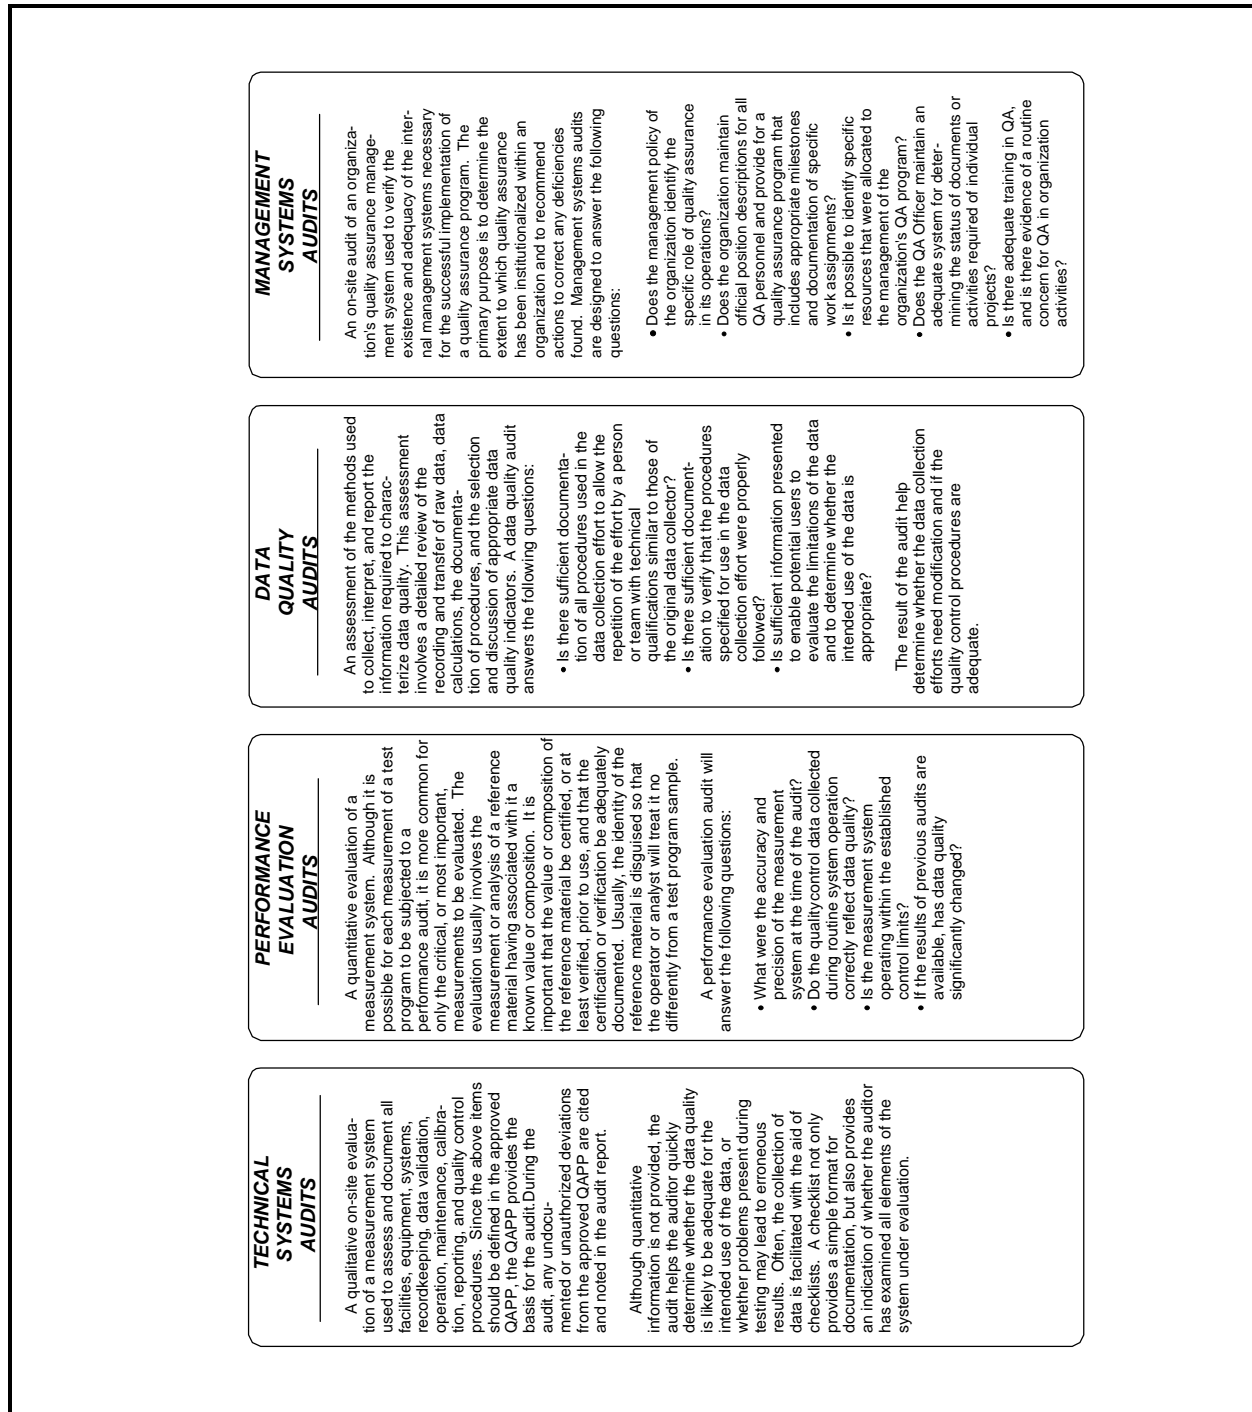 TECHNICAL
SYSTEMS
AUDITS
A qualitative on-site evalua-
tion of a measurement system
used to assess and document all
facilities, equipment, systems,
recordkeeping, data validation,
operation, maintenance, calibra-
tion, reporting, and quality control
procedures. Since the above items
should be defined in the approved
QAPP, the QAPP provides the
basis for the audit.During the
audit, any undocu-
mented or unauthorized deviations
from the approved QAPP are cited
and noted in the audit report.
Although quantitative
information is not provided, the
audit helps the auditor quickly
determine whether the data quality
is likely to be adequate for the
intended use of the data, or
whether problems present during
testing may lead to erroneous
results. Often, the collection of
data is facilitated with the aid of
checklists. A checklist not only
provides a simple format for
documentation, but also provides
an indication of whether the auditor
has examined all elements of the
system under evaluation.
PERFORMANCE
EVALUATION
AUDITS
A quantitative evaluation of a
measurement system. Although it is
possible for each measurement of a test
program to be subjected to a
performance audit, it is more common for
only the critical, or most important,
measurements to be evaluated. The
evaluation usually involves the
measurement or analysis of a reference
material having associated with it a
known value or composition. It is
important that the value or composition of
the reference material be certified, or at
least verified, prior to use, and that the
certification or verification be adequately
documented. Usually, the identity of the
reference material is disguised so that
the operator or analyst will treat it no
differently from a test program sample.
A performance evaluation audit will
answer the following questions:
• What were the accuracy and
precision of the measurement
system at the time of the audit?
• Do the quality control data collected
during routine system operation
correctly reflect data quality?
• Is the measurement system
operating within the established
control limits?
• If the results of previous audits are
available, has data quality
significantly changed?
DATA
QUALITY
AUDITS
An assessment of the methods used
to collect, interpret, and report the
information required to charac-
terize data quality. This assessment
involves a detailed review of the
recording and transfer of raw data, data
calculations, the documenta-
tion of procedures, and the selection
and discussion of appropriate data
quality indicators. A data quality audit
answers the following questions:
• Is there sufficient documenta-
tion of all procedures used in the
data collection effort to allow the
repetition of the effort by a person
or team with technical
qualifications similar to those of
the original data collector?
• Is there sufficient document-
ation to verify that the procedures
specified for use in the data
collection effort were properly
followed?
• Is sufficient information presented
to enable potential users to
evaluate the limitations of the data
and to determine whether the
intended use of the data is
appropriate?
The result of the audit help
determine whether the data collection
efforts need modification and if the
quality control procedures are
adequate.
MANAGEMENT
SYSTEMS
AUDITS
An on-site audit of an organiza-
tion's quality assurance manage-
ment system used to verify the
existence and adequacy of the inter-
nal management systems necessary
for the successful implementation of
a quality assurance program. The
primary purpose is to determine the
extent to which quality assurance
has been institutionalized within an
organization and to recommend
actions to correct any deficiencies
found. Management systems audits
are designed to answer the following
questions:
• Does the management policy of
the organization identify the
specific role of quality assurance
in its operations?
• Does the organization maintain
official position descriptions for all
QA personnel and provide for a
quality assurance program that
includes appropriate milestones
and documentation of specific
work assignments?
• Is it possible to identify specific
resources that were allocated to
the management of the
organization's QA program?
• Does the QA Officer maintain an
adequate system for deter-
mining the status of documents or
activities required of individual
projects?
• Is there adequate training in QA,
and is there evidence of a routine
concern for QA in organization
activities?